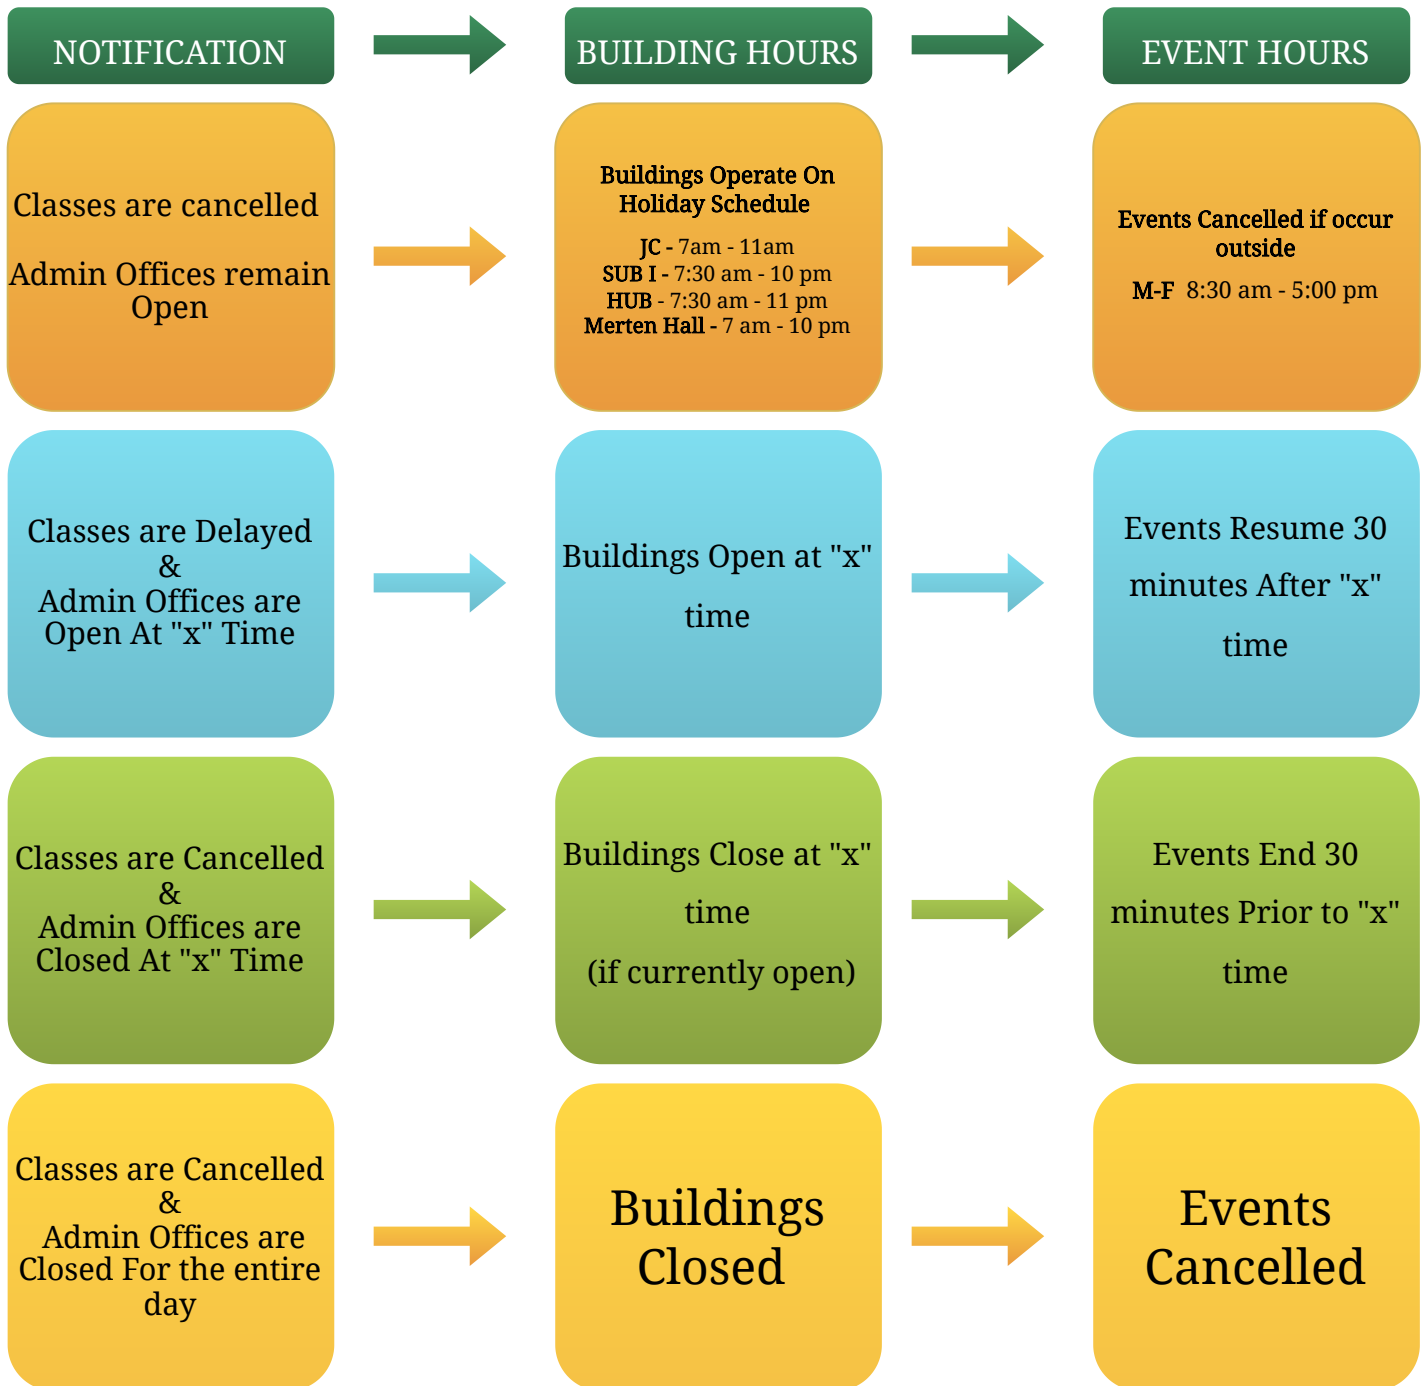 NOTIFICATION
BUILDING HOURS
EVENT HOURS
Classes are cancelled
Admin Offices remain
Open
Buildings Operate On
Holiday Schedule
JC - 7am - 11am
SUB I - 7:30 am - 10 pm
HUB - 7:30 am - 11 pm
Merten Hall - 7 am - 10 pm
Events Cancelled if occur
outside
M-F 8:30 am - 5:00 pm
Classes are Delayed
&
Admin Offices are
Open At "x" Time
Buildings Open at "x"
time
Events Resume 30
minutes After "x"
time
Classes are Cancelled
&
Admin Offices are
Closed At "x" Time
Buildings Close at "x"
time
(if currently open)
Events End 30
minutes Prior to "x"
time
Classes are Cancelled
&
Admin Offices are
Closed For the entire
day
Buildings
Closed
Events
Cancelled